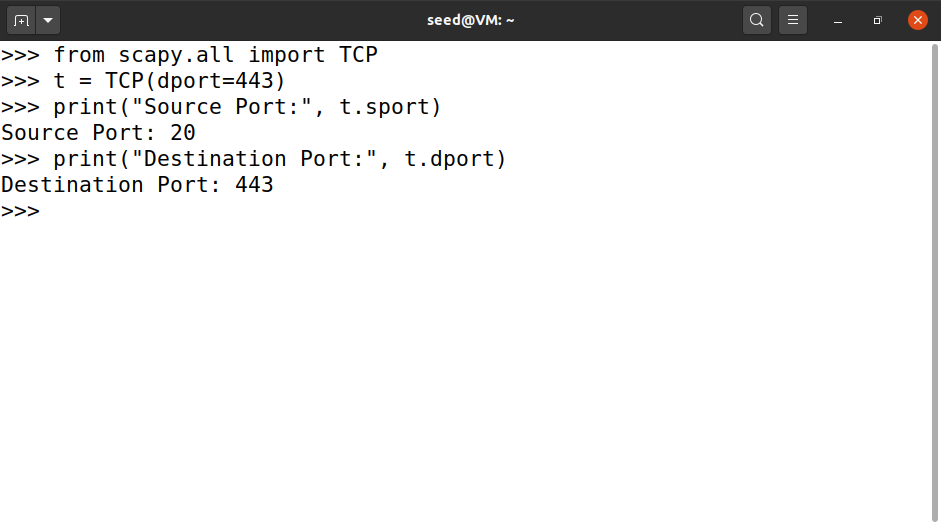 seed@VM: ~
>>> from scapy.all import TCP
>>> t = TCP(dport=443)
>>> print("Source Port:", t.sport)
Source Port: 20
>>> print("Destination Port:", t.dport)
Destination Port: 443
>>>